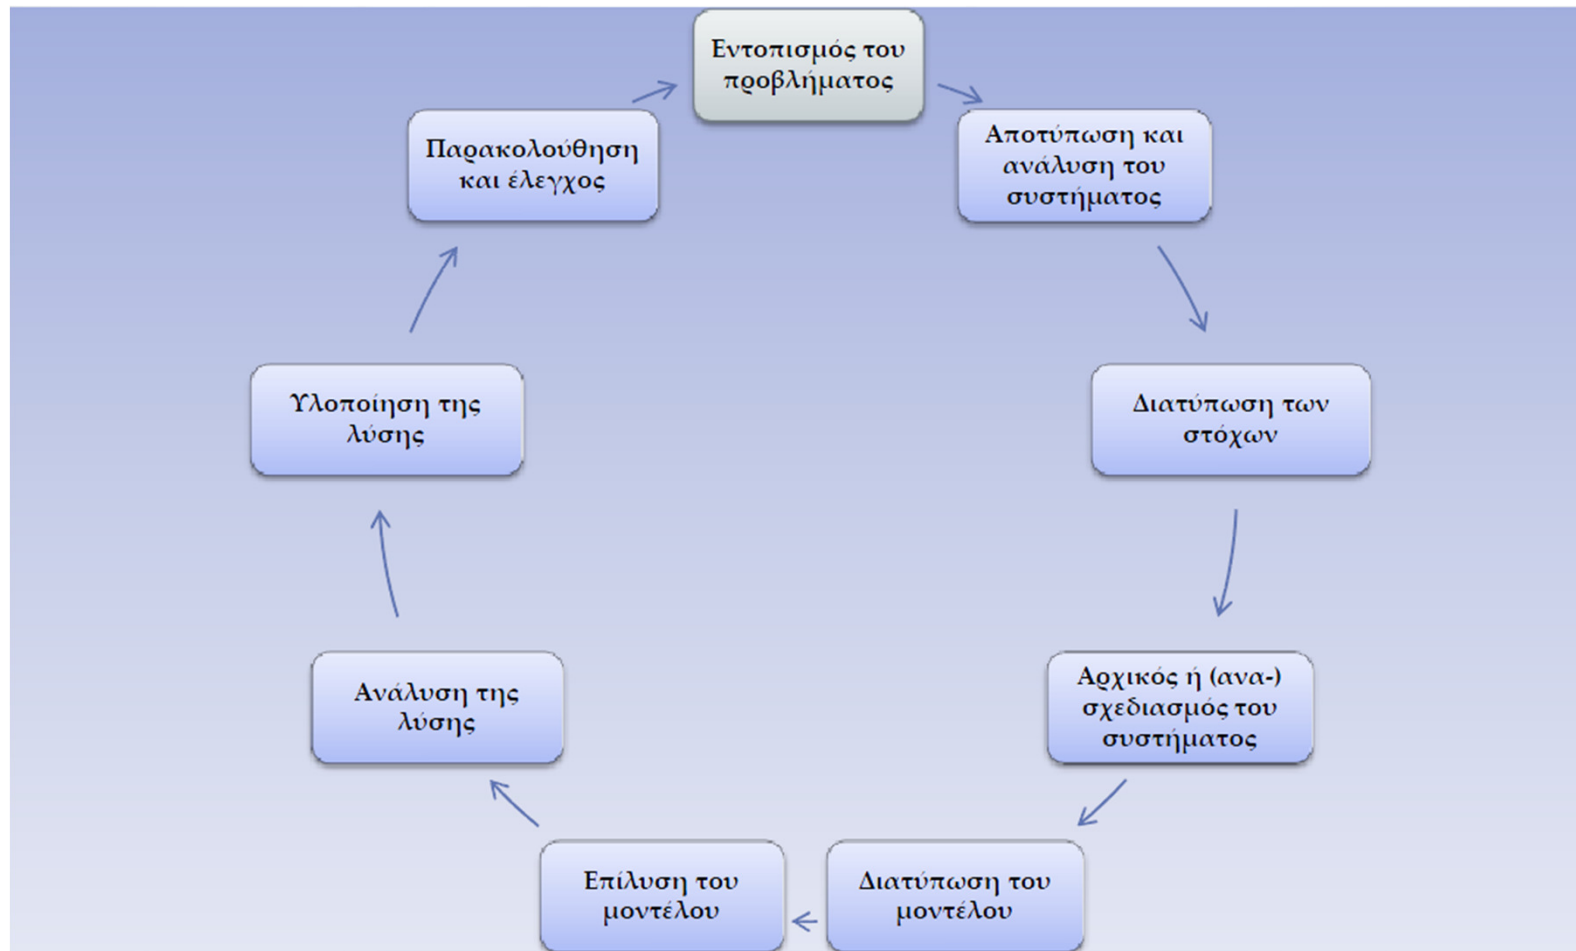 Εντοπισμός του
προβλήματος
Αποτύπωση και
ανάλυση του
συστήματος
Διατύπωση των
στόχων
Αρχικός ή (ανα-)
σχεδιασμός του
συστήματος
Διατύπωση του
μοντέλου
Επίλυση του
μοντέλου
Ανάλυση της
λύσης
Υλοποίηση της
λύσης
Παρακολούθηση
και έλεγχος